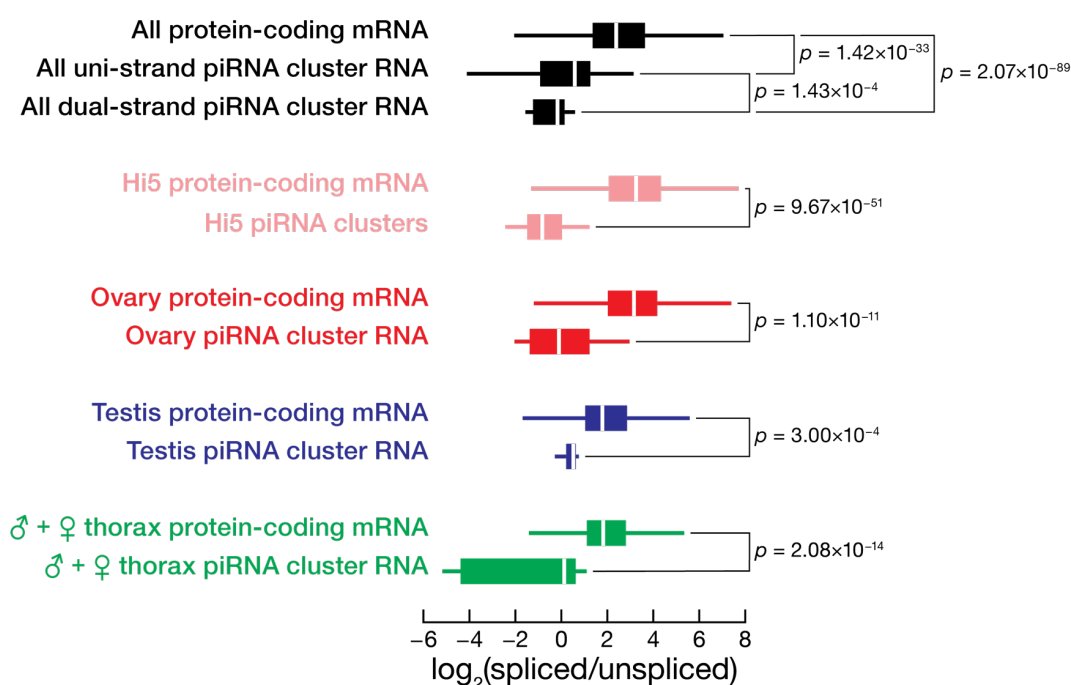 All protein-coding mRNA
All uni-strand piRNA cluster RNA
All dual-strand piRNA cluster RNA
p = 1.42×10⁻³³
p = 2.07×10⁻⁸⁹
p = 1.43×10⁻⁴
Hi5 protein-coding mRNA
Hi5 piRNA clusters
p = 9.67×10⁻⁵¹
Ovary protein-coding mRNA
Ovary piRNA cluster RNA
p = 1.10×10⁻¹¹
Testis protein-coding mRNA
Testis piRNA cluster RNA
p = 3.00×10⁻⁴
♂ + ♀ thorax protein-coding mRNA
♂ + ♀ thorax piRNA cluster RNA
p = 2.08×10⁻¹⁴
−6 −4 −2 0 2 4 6 8
log₂(spliced/unspliced)